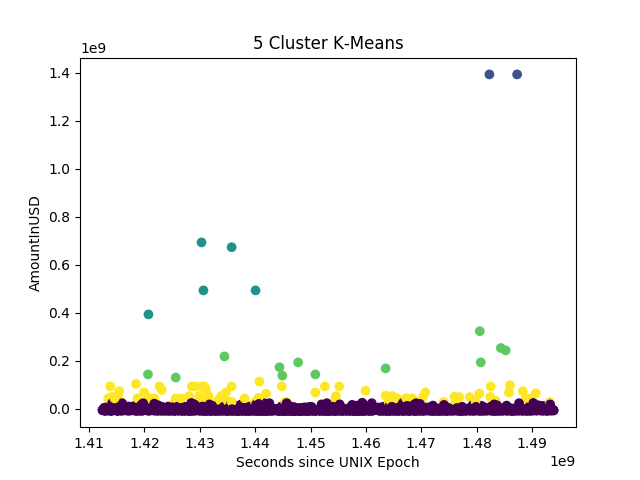 5 Cluster K-Means
1e9
1.4
1.2
1.0
0.8
0.6
0.4
0.2
0.0
AmountInUSD
1.41 1.42 1.43 1.44 1.45 1.46 1.47 1.48 1.49
Seconds since UNIX Epoch
1e9